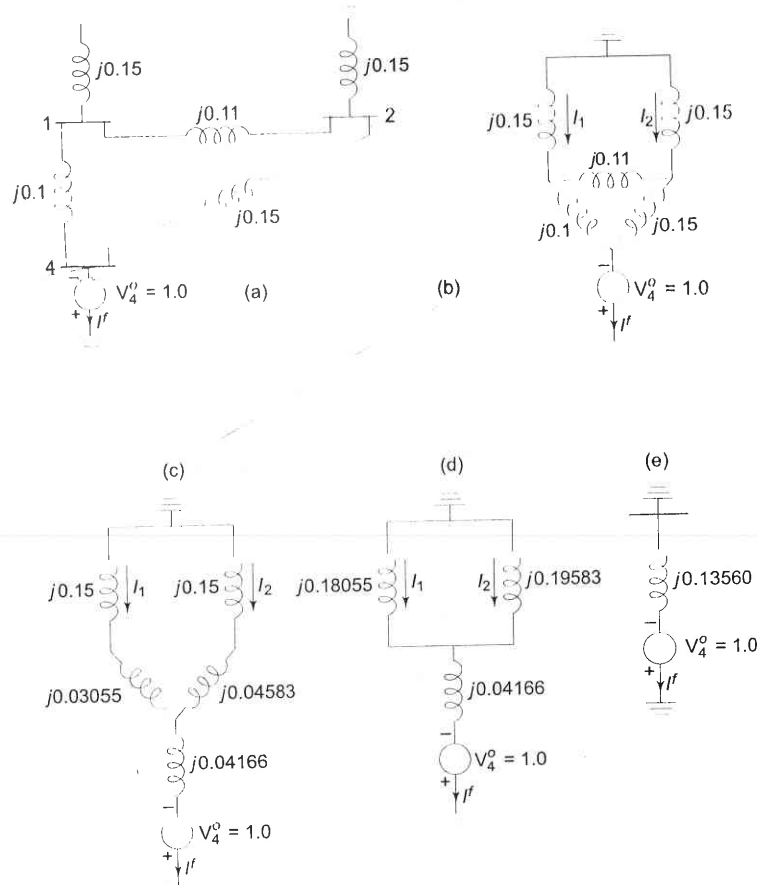 j0.15
j0.15
1
j0.11
2
j0.1
j0.15
4
V₄ᵒ = 1.0
(a)
–
+
Iᶠ
(b)
j0.15
I₁
I₂
j0.15
j0.11
j0.1
j0.15
–
V₄ᵒ = 1.0
+
Iᶠ
(c)
j0.15
I₁
j0.15
I₂
j0.03055
j0.04583
j0.04166
–
V₄ᵒ = 1.0
+
Iᶠ
(d)
j0.18055
I₁
I₂
j0.19583
j0.04166
–
V₄ᵒ = 1.0
+
Iᶠ
(e)
j0.13560
–
V₄ᵒ = 1.0
+
Iᶠ